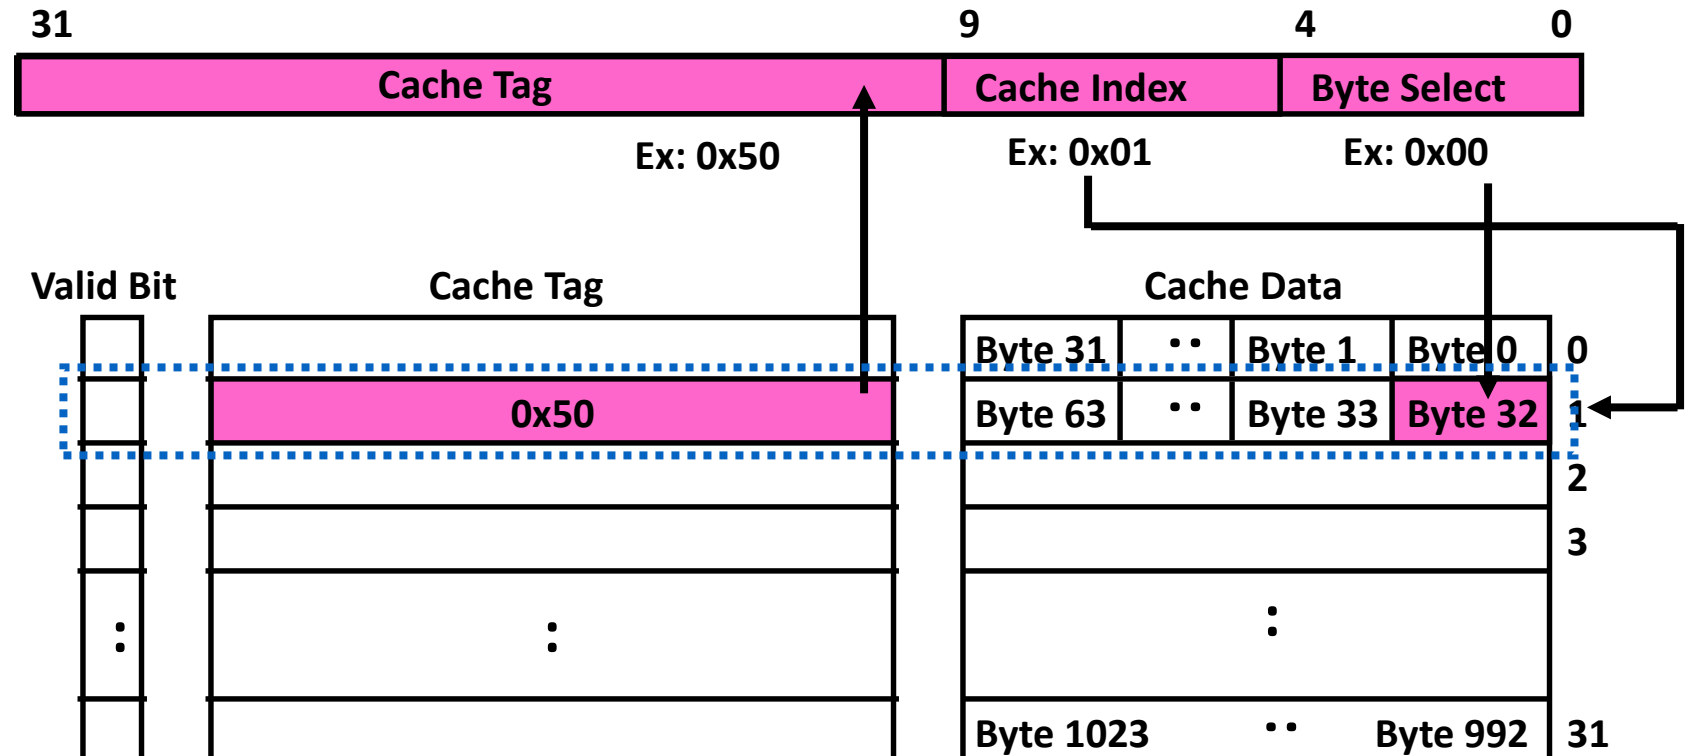 31 9 4 0
Cache Tag Cache Index Byte Select
Ex: 0x50 Ex: 0x01 Ex: 0x00
Valid Bit Cache Tag Cache Data
Byte 31 .. Byte 1 Byte 0 0
0x50 Byte 63 .. Byte 33 Byte 32 1
2
3
: : :
Byte 1023 .. Byte 992 31